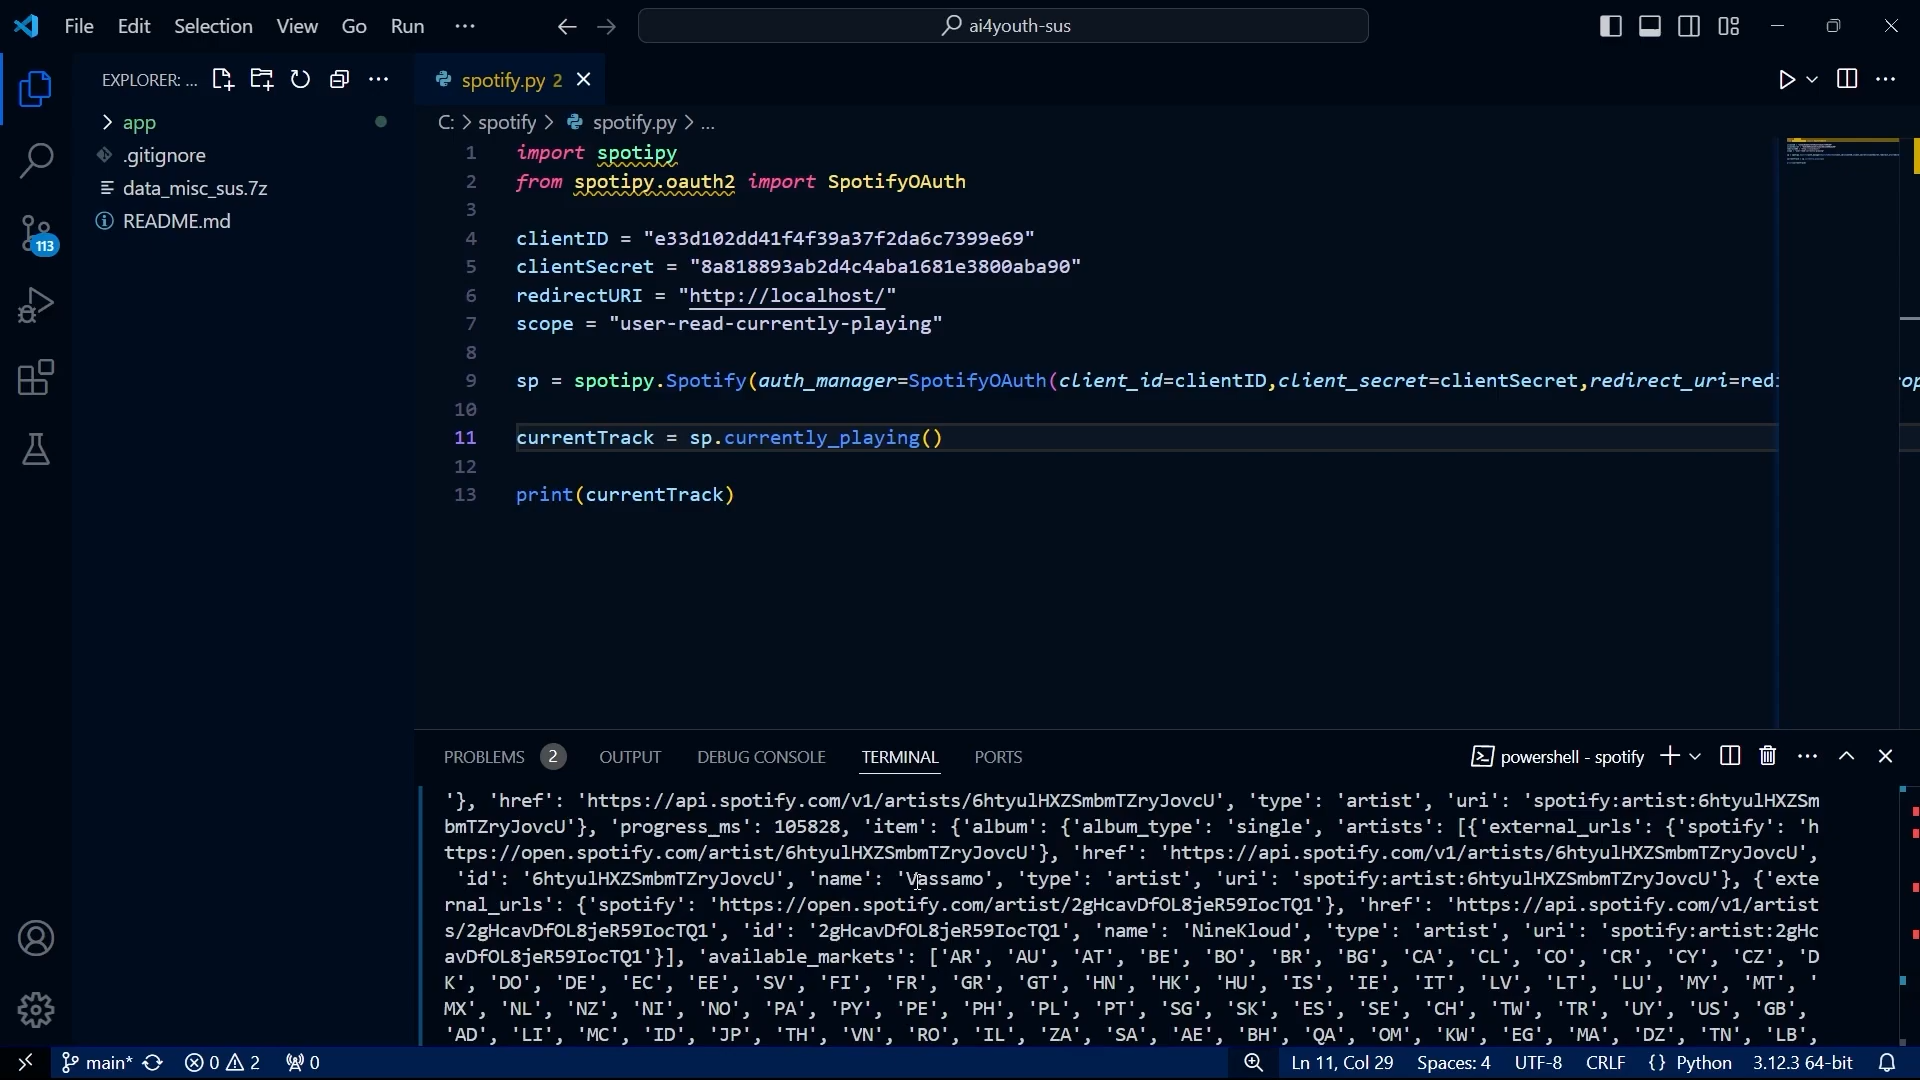 File Edit Selection View Go Run ··· ai4youth-sus
EXPLORER: ...
app
.gitignore
data_misc_sus.7z
README.md
113
spotify.py 2
C: > spotify > spotify.py > ...
1 import spotipy
2 from spotipy.oauth2 import SpotifyOAuth
3
4 clientID = "e33d102dd41f4f39a37f2da6c7399e69"
5 clientSecret = "8a818893ab2d4c4aba1681e3800aba90"
6 redirectURI = "http://localhost/"
7 scope = "user-read-currently-playing"
8
9 sp = spotipy.Spotify(auth_manager=SpotifyOAuth(client_id=clientID,client_secret=clientSecret,redirect_uri=redi
10
11 currentTrack = sp.currently_playing()
12
13 print(currentTrack)
PROBLEMS 2 OUTPUT DEBUG CONSOLE TERMINAL PORTS powershell - spotify
'}, 'href': 'https://api.spotify.com/v1/artists/6htyulHXZSmbmTZryJovcU', 'type': 'artist', 'uri': 'spotify:artist:6htyulHXZSm
bmTZryJovcU'}, 'progress_ms': 105828, 'item': {'album': {'album_type': 'single', 'artists': [{'external_urls': {'spotify': 'h
ttps://open.spotify.com/artist/6htyulHXZSmbmTZryJovcU'}, 'href': 'https://api.spotify.com/v1/artists/6htyulHXZSmbmTZryJovcU',
'id': '6htyulHXZSmbmTZryJovcU', 'name': 'Vassamo', 'type': 'artist', 'uri': 'spotify:artist:6htyulHXZSmbmTZryJovcU'}, {'exte
rnal_urls': {'spotify': 'https://open.spotify.com/artist/2gHcavDfOL8jeR59IocTQ1'}, 'href': 'https://api.spotify.com/v1/artist
s/2gHcavDfOL8jeR59IocTQ1', 'id': '2gHcavDfOL8jeR59IocTQ1', 'name': 'NineKloud', 'type': 'artist', 'uri': 'spotify:artist:2gHc
avDfOL8jeR59IocTQ1'}], 'available_markets': ['AR', 'AU', 'AT', 'BE', 'BO', 'BR', 'BG', 'CA', 'CL', 'CO', 'CR', 'CY', 'CZ', 'D
K', 'DO', 'DE', 'EC', 'EE', 'SV', 'FI', 'FR', 'GR', 'GT', 'HN', 'HK', 'HU', 'IS', 'IE', 'IT', 'LV', 'LT', 'LU', 'MY', 'MT', '
MX', 'NL', 'NZ', 'NI', 'NO', 'PA', 'PY', 'PE', 'PH', 'PL', 'PT', 'SG', 'SK', 'ES', 'SE', 'CH', 'TW', 'TR', 'UY', 'US', 'GB',
'AD', 'LI', 'MC', 'ID', 'JP', 'TH', 'VN', 'RO', 'IL', 'ZA', 'SA', 'AE', 'BH', 'QA', 'OM', 'KW', 'EG', 'MA', 'DZ', 'TN', 'LB',
main* 0 2 0 Ln 11, Col 29 Spaces: 4 UTF-8 CRLF {} Python 3.12.3 64-bit